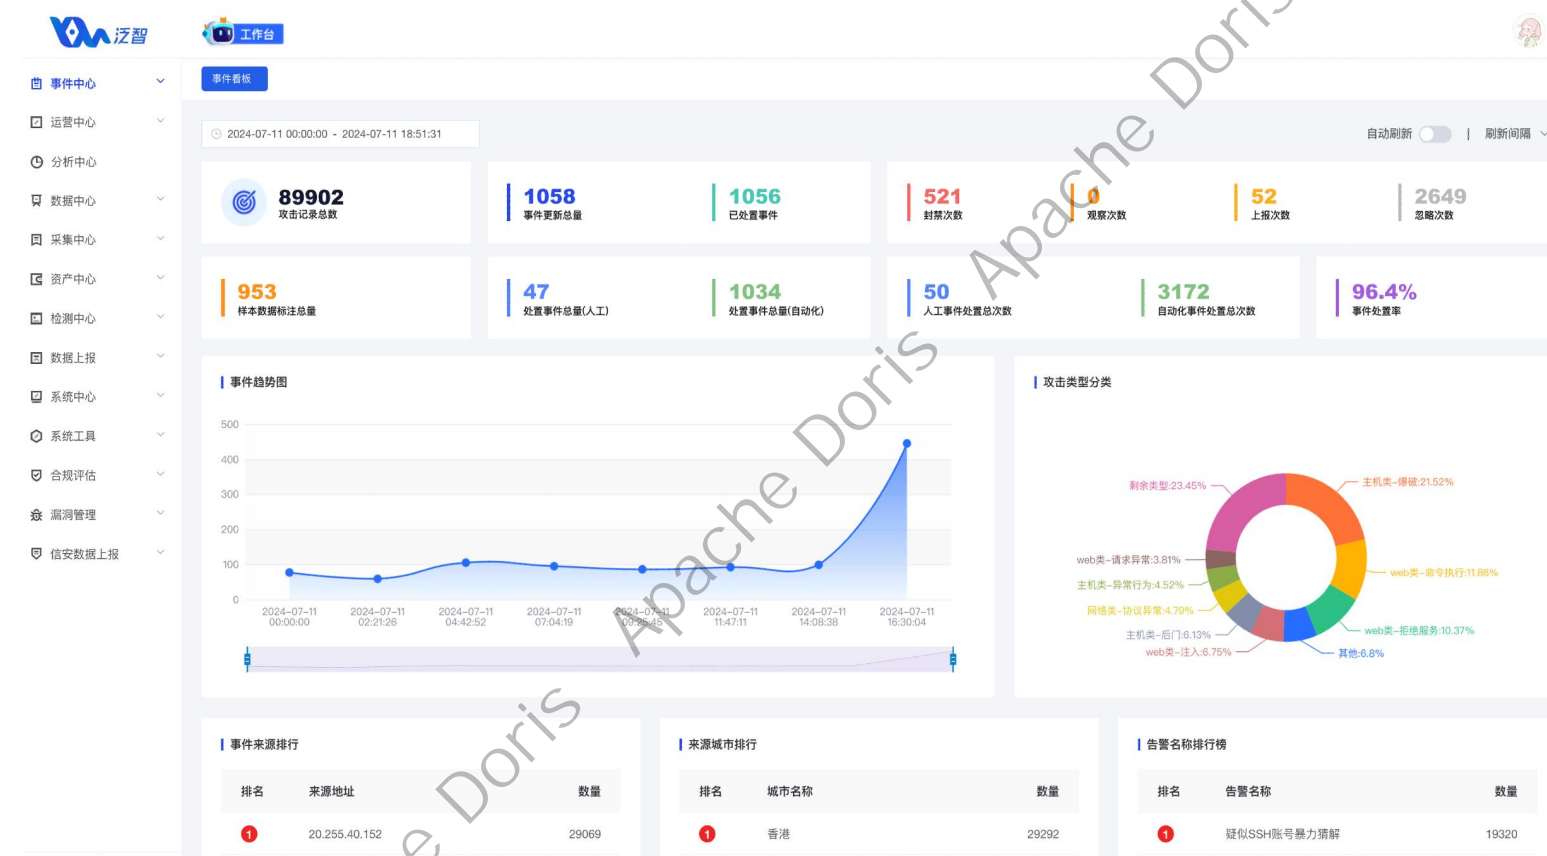 泛智
工作台
事件中心
运营中心
分析中心
数据中心
采集中心
资产中心
检测中心
数据上报
系统中心
系统工具
合规评估
漏洞管理
信安数据上报
事件看板
2024-07-11 00:00:00 - 2024-07-11 18:51:31
自动刷新 | 刷新间隔
89902
攻击记录总数
1058
事件更新总量
1056
已处置事件
521
封禁次数
0
观察次数
52
上报次数
2649
忽略次数
953
样本数据标注总量
47
处置事件总量(人工)
1034
处置事件总量(自动化)
50
人工事件处置总次数
3172
自动化事件处置总次数
96.4%
事件处置率
事件趋势图
500
400
300
200
100
0
2024-07-11 00:00:00
2024-07-11 02:21:26
2024-07-11 04:42:52
2024-07-11 07:04:19
2024-07-11 09:25:45
2024-07-11 11:47:11
2024-07-11 14:08:38
2024-07-11 16:30:04
攻击类型分类
剩余类型:23.45%
主机类-爆破:21.52%
web类-请求异常:3.81%
web类-命令执行:11.86%
主机类-异常行为:4.52%
网络类-协议异常:4.79%
web类-拒绝服务:10.37%
主机类-后门:6.13%
web类-注入:6.75%
其他:6.8%
事件来源排行
排名 来源地址 数量
1 20.255.40.152 29069
来源城市排行
排名 城市名称 数量
1 香港 29292
告警名称排行榜
排名 告警名称 数量
1 疑似SSH账号暴力猜解 19320
Apache Doris
Apache Doris
Doris